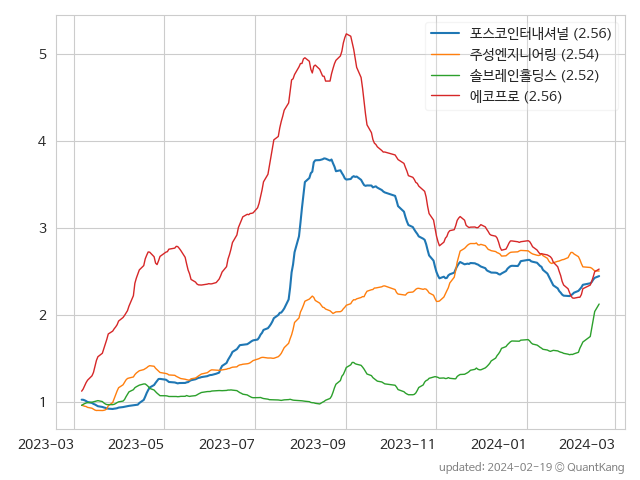 포스코인터내셔널 (2.56)
주성엔지니어링 (2.54)
솔브레인홀딩스 (2.52)
에코프로 (2.56)
5
4
3
2
1
2023-03 2023-05 2023-07 2023-09 2023-11 2024-01 2024-03
updated: 2024-02-19 © QuantKang